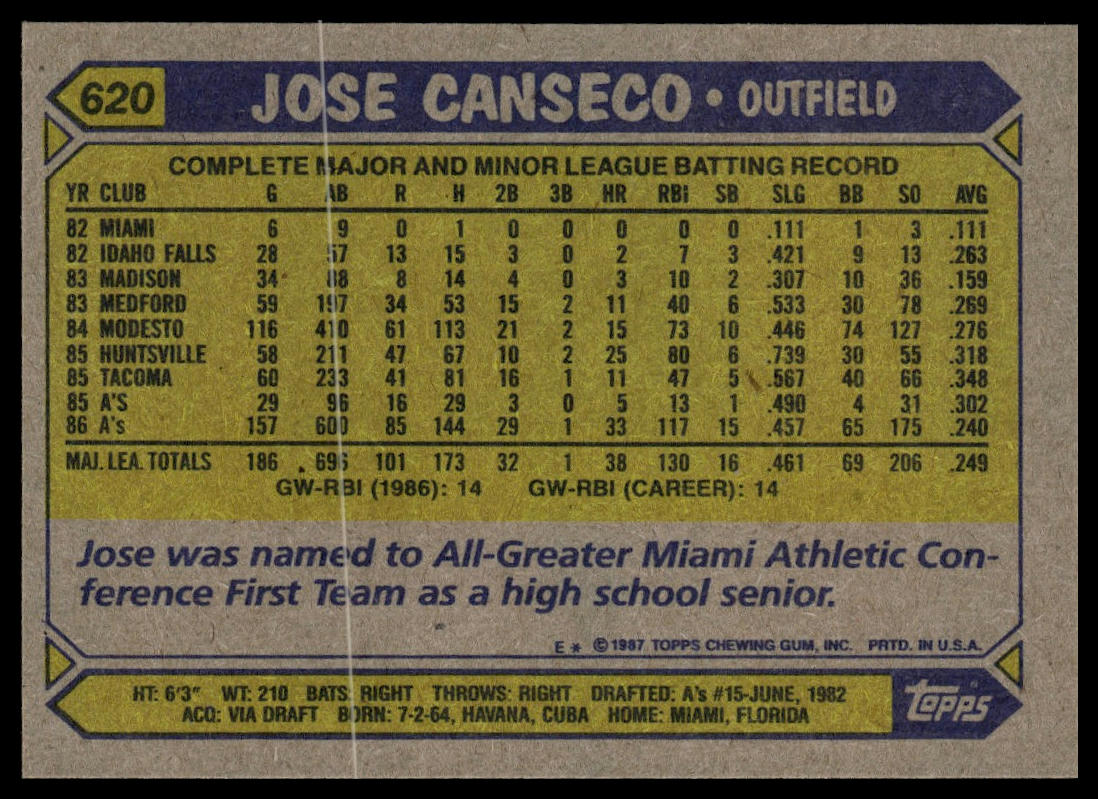 620 JOSE CANSECO • OUTFIELD
COMPLETE MAJOR AND MINOR LEAGUE BATTING RECORD
YR CLUB G AB R H 2B 3B HR RBI SB SLG BB SO AVG
82 MIAMI 6 9 0 1 0 0 0 0 0 .111 1 3 .111
82 IDAHO FALLS 28 57 13 15 3 0 2 7 3 .421 9 13 .263
83 MADISON 34 88 8 14 4 0 3 10 2 .307 10 36 .159
83 MEDFORD 59 197 34 53 15 2 11 40 6 .533 30 78 .269
84 MODESTO 116 410 61 113 21 2 15 73 10 .446 74 127 .276
85 HUNTSVILLE 58 211 47 67 10 2 25 80 6 .739 30 55 .318
85 TACOMA 60 233 41 81 16 1 11 47 5 .567 40 66 .348
85 A'S 29 96 16 29 3 0 5 13 1 .490 4 31 .302
86 A's 157 600 85 144 29 1 33 117 15 .457 65 175 .240
MAJ. LEA. TOTALS 186 696 101 173 32 1 38 130 16 .461 69 206 .249
GW-RBI (1986): 14 GW-RBI (CAREER): 14
Jose was named to All-Greater Miami Athletic Con-
ference First Team as a high school senior.
E* ©1987 TOPPS CHEWING GUM, INC. PRTD. IN U.S.A.
HT: 6'3" WT: 210 BATS: RIGHT THROWS: RIGHT DRAFTED: A's #15-JUNE, 1982
ACQ: VIA DRAFT BORN: 7-2-64, HAVANA, CUBA HOME: MIAMI, FLORIDA
Topps